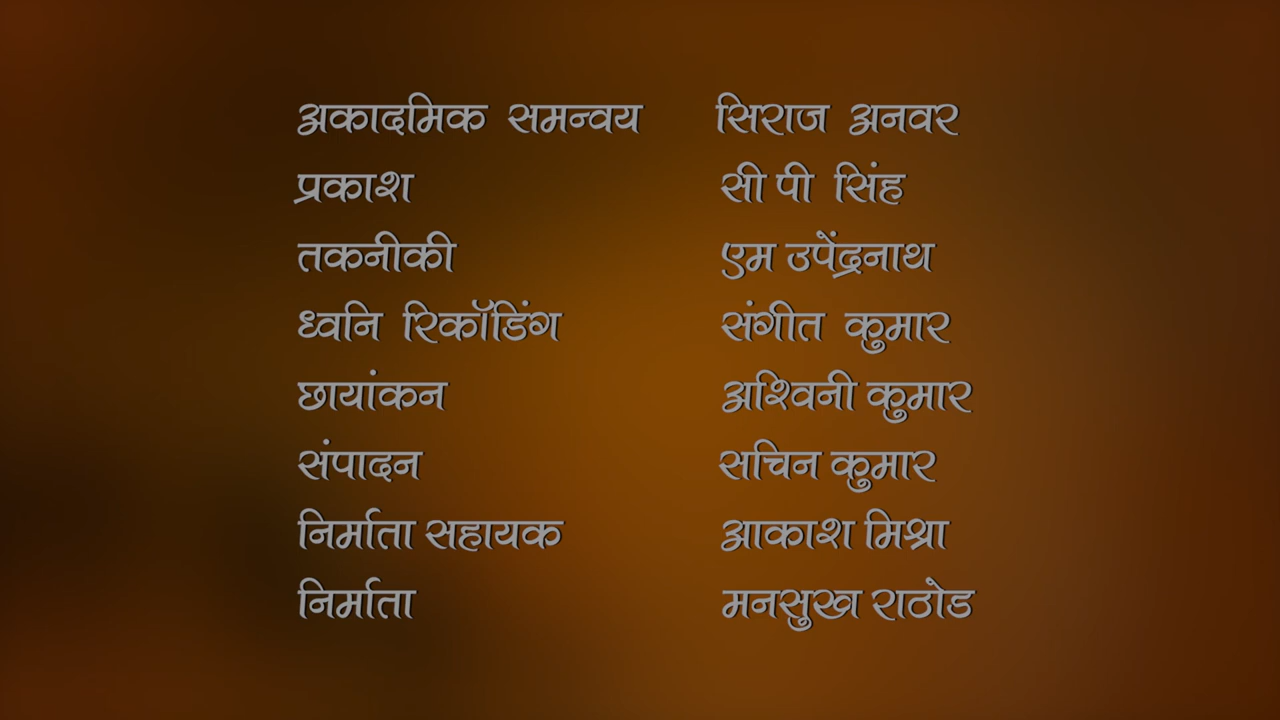 अकादमिक समन्वय सिराज अनवर
प्रकाश सी पी सिंह
तकनीकी एम उपेंद्रनाथ
ध्वनि रिकॉडिंग संगीत कुमार
छायांकन अश्विनी कुमार
संपादन सचिन कुमार
निर्माता सहायक आकाश मिश्रा
निर्माता मनसुख राठोड